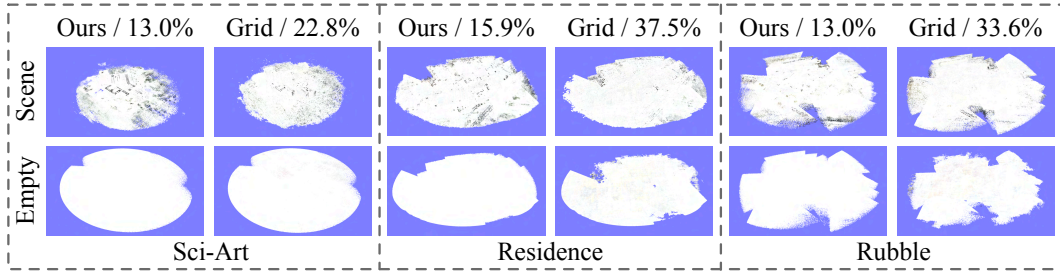 Ours / 13.0% Grid / 22.8% Ours / 15.9% Grid / 37.5% Ours / 13.0% Grid / 33.6%
Scene
Empty
Sci-Art Residence Rubble